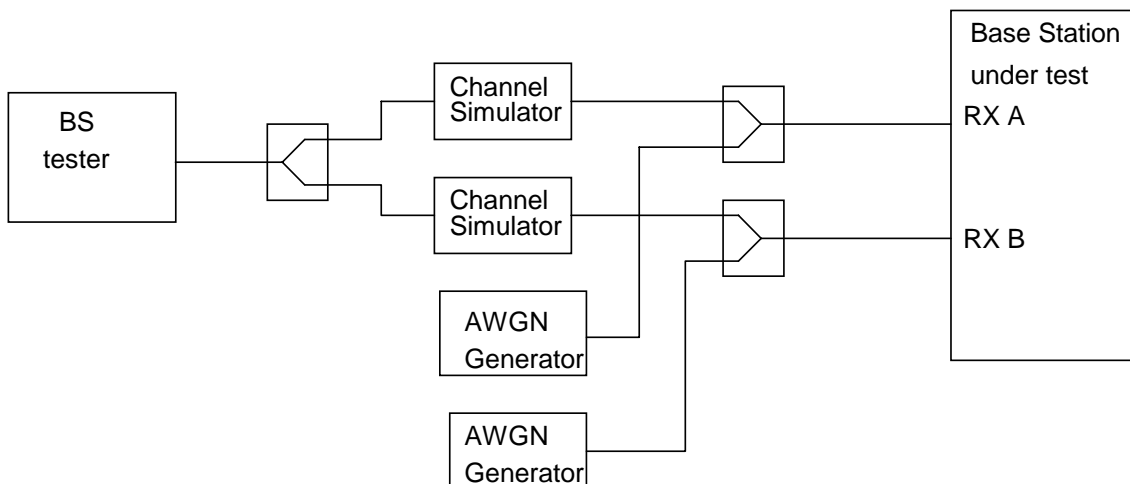 BS
tester
Channel
Simulator
Channel
Simulator
AWGN
Generator
AWGN
Generator
Base Station
under test
RX A
RX B